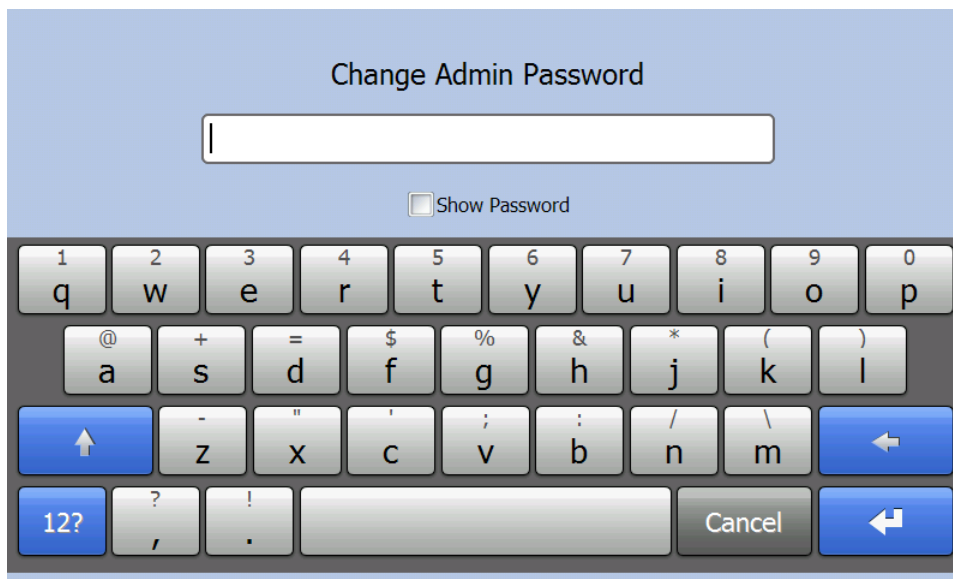 Change Admin Password
Show Password
1 2 3 4 5 6 7 8 9 0
q w e r t y u i o p
@ + = $ % & * ( )
a s d f g h j k l
- " ' ; : / \
z x c v b n m
? !
12? , . Cancel